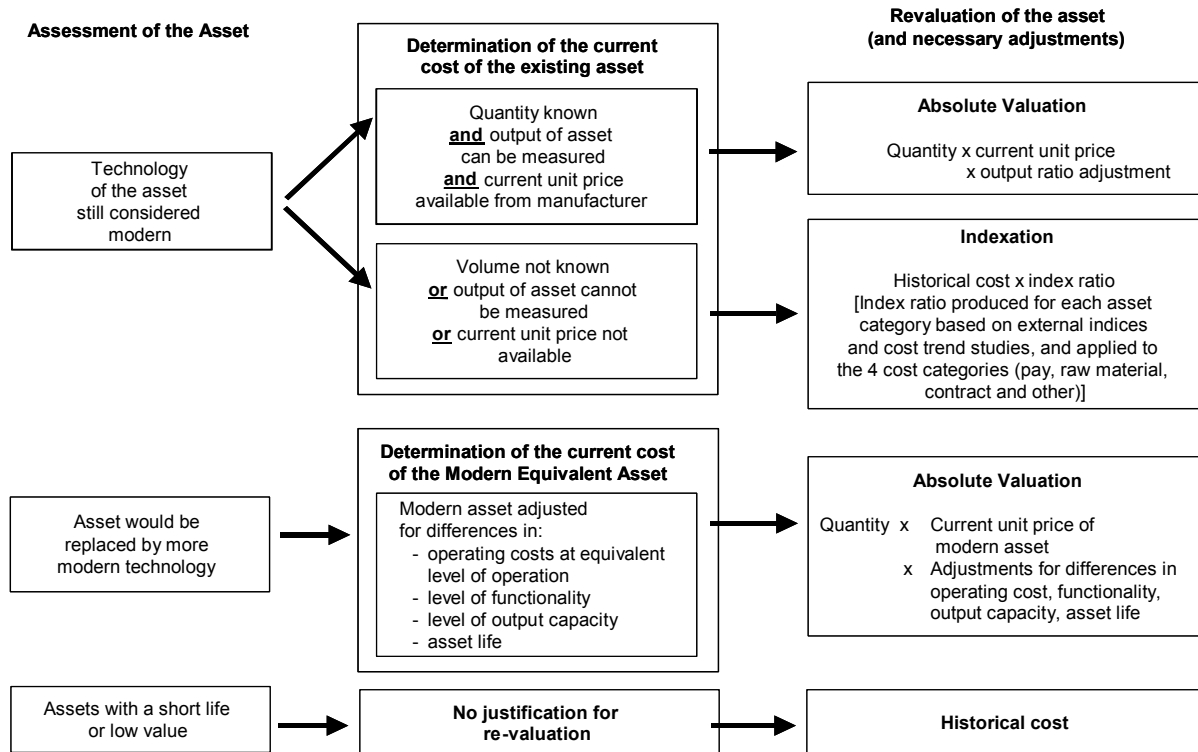 Assessment of the Asset
Determination of the current
cost of the existing asset
Revaluation of the asset
(and necessary adjustments)
Technology
of the asset
still considered
modern
Quantity known
and output of asset
can be measured
and current unit price
available from manufacturer
Absolute Valuation
Quantity x current unit price
x output ratio adjustment
Volume not known
or output of asset cannot
be measured
or current unit price not
available
Indexation
Historical cost x index ratio
[Index ratio produced for each asset
category based on external indices
and cost trend studies, and applied to
the 4 cost categories (pay, raw material,
contract and other)]
Asset would be
replaced by more
modern technology
Determination of the current cost
of the Modern Equivalent Asset
Modern asset adjusted
for differences in:
- operating costs at equivalent
level of operation
- level of functionality
- level of output capacity
- asset life
Absolute Valuation
Quantity x Current unit price of
modern asset
x Adjustments for differences in
operating cost, functionality,
output capacity, asset life
Assets with a short life
or low value
No justification for
re-valuation
Historical cost